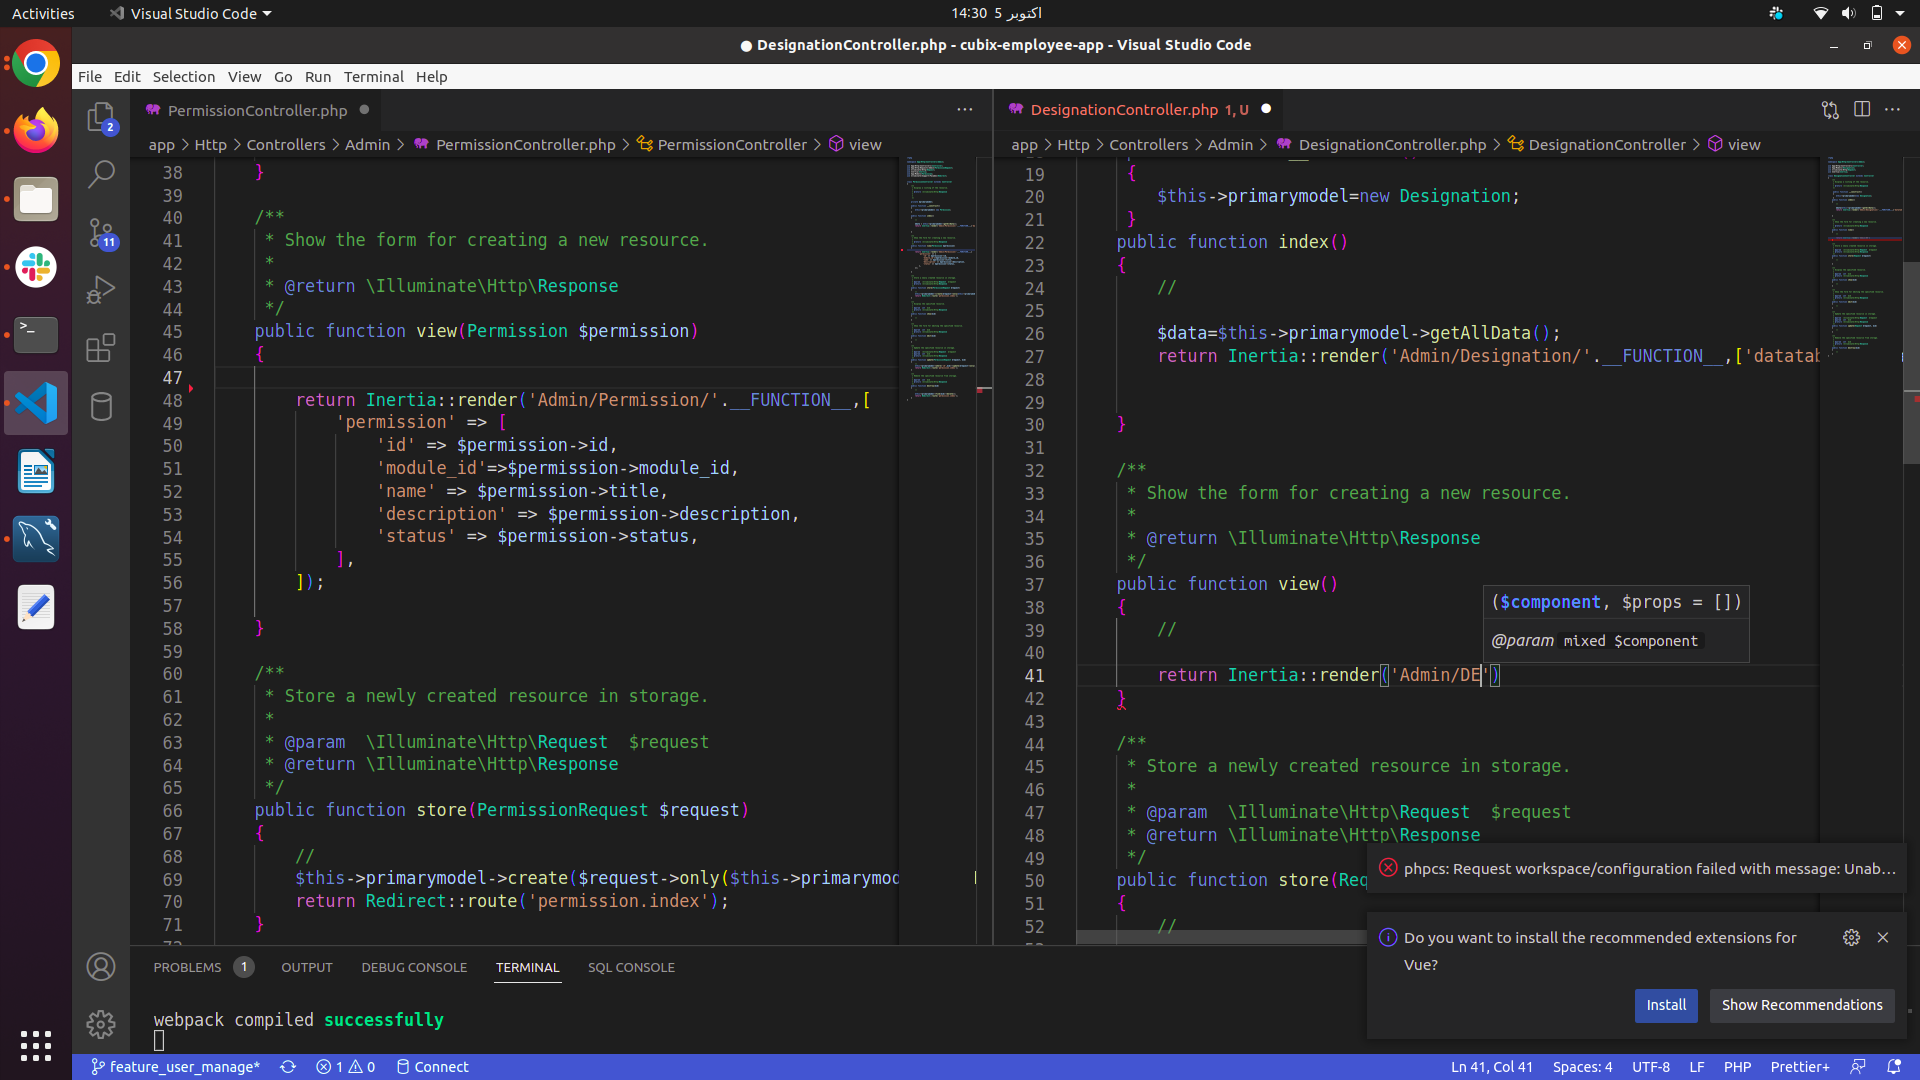 Activities
Visual Studio Code
14:30 5 اکتوبر
● DesignationController.php - cubix-employee-app - Visual Studio Code
File Edit Selection View Go Run Terminal Help
2
11
PermissionController.php
app > Http > Controllers > Admin > PermissionController.php > PermissionController > view
38 }
39
40 /**
41 * Show the form for creating a new resource.
42 *
43 * @return \Illuminate\Http\Response
44 */
45 public function view(Permission $permission)
46 {
47
48 return Inertia::render('Admin/Permission/'.__FUNCTION__,[
49 'permission' => [
50 'id' => $permission->id,
51 'module_id'=>$permission->module_id,
52 'name' => $permission->title,
53 'description' => $permission->description,
54 'status' => $permission->status,
55 ],
56 ]);
57
58 }
59
60 /**
61 * Store a newly created resource in storage.
62 *
63 * @param \Illuminate\Http\Request $request
64 * @return \Illuminate\Http\Response
65 */
66 public function store(PermissionRequest $request)
67 {
68 //
69 $this->primarymodel->create($request->only($this->primarymod
70 return Redirect::route('permission.index');
71 }
DesignationController.php 1, U
app > Http > Controllers > Admin > DesignationController.php > DesignationController > view
19 {
20 $this->primarymodel=new Designation;
21 }
22 public function index()
23 {
24 //
25
26 $data=$this->primarymodel->getAllData();
27 return Inertia::render('Admin/Designation/'.__FUNCTION__,['datatab
28
29
30 }
31
32 /**
33 * Show the form for creating a new resource.
34 *
35 * @return \Illuminate\Http\Response
36 */
37 public function view()
38 {
39 //
40
41 return Inertia::render('Admin/DE')
42 }
43
44 /**
45 * Store a newly created resource in storage.
46 *
47 * @param \Illuminate\Http\Request $request
48 * @return \Illuminate\Http\Response
49 */
50 public function store(Req
51 {
52 //
($component, $props = [])
@param mixed $component
phpcs: Request workspace/configuration failed with message: Unab...
Do you want to install the recommended extensions for
Vue?
Install
Show Recommendations
PROBLEMS 1 OUTPUT DEBUG CONSOLE TERMINAL SQL CONSOLE
webpack compiled successfully
feature_user_manage* 1 0 Connect
Ln 41, Col 41 Spaces: 4 UTF-8 LF PHP Prettier+